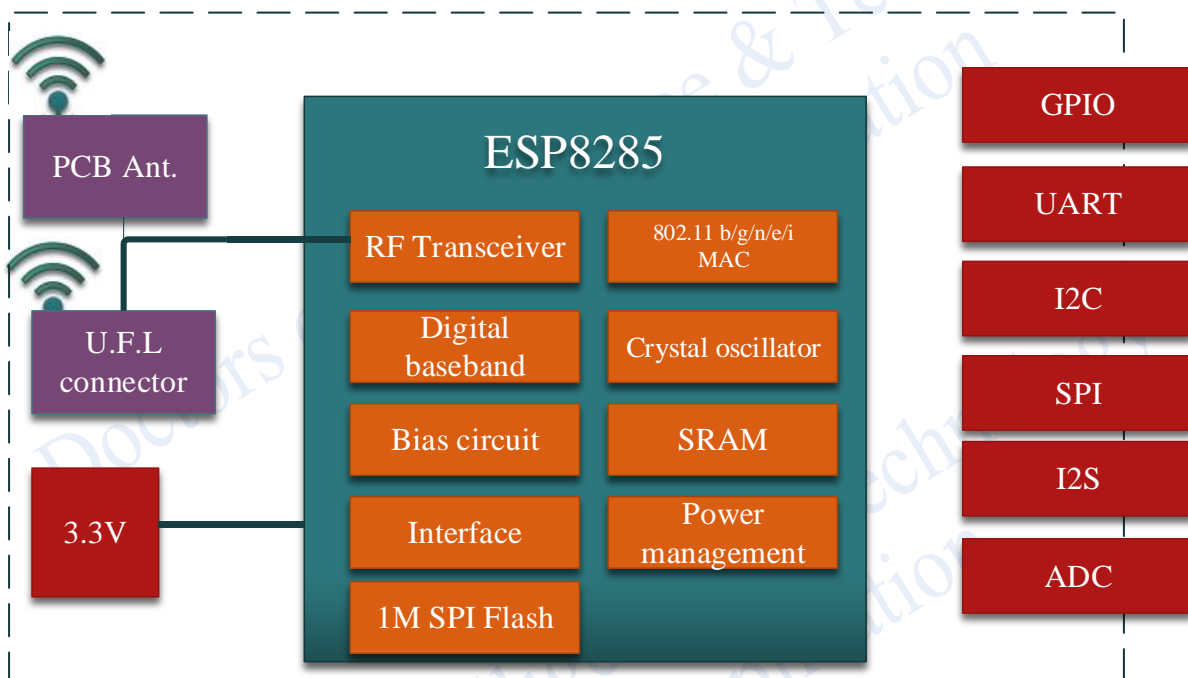 PCB Ant.
U.F.L
connector
3.3V
ESP8285
RF Transceiver
802.11 b/g/n/e/i
MAC
Digital
baseband
Crystal oscillator
Bias circuit
SRAM
Interface
Power
management
1M SPI Flash
GPIO
UART
I2C
SPI
I2S
ADC
Doctors